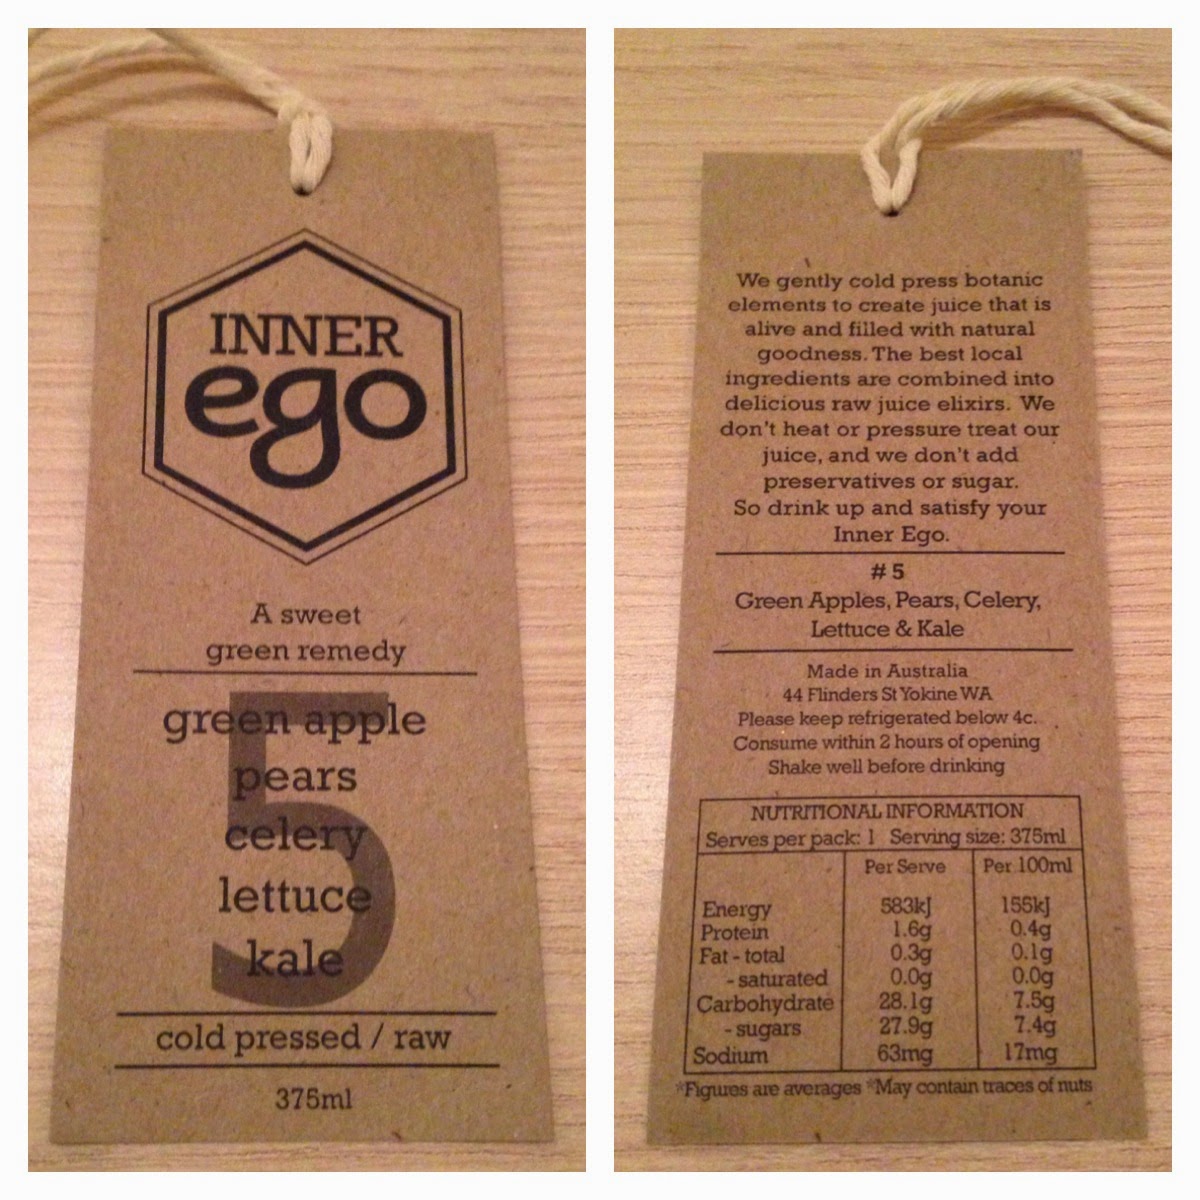 INNER
ego
A sweet
green remedy
5
green apple
pears
celery
lettuce
kale
cold pressed / raw
375ml
We gently cold press botanic
elements to create juice that is
alive and filled with natural
goodness. The best local
ingredients are combined into
delicious raw juice elixirs. We
don't heat or pressure treat our
juice, and we don't add
preservatives or sugar.
So drink up and satisfy your
Inner Ego.
# 5
Green Apples, Pears, Celery,
Lettuce & Kale
Made in Australia
44 Flinders St Yokine WA
Please keep refrigerated below 4c.
Consume within 2 hours of opening
Shake well before drinking
NUTRITIONAL INFORMATION
Serves per pack: 1 Serving size: 375ml
Per Serve Per 100ml
Energy 583kJ 155kJ
Protein 1.6g 0.4g
Fat - total 0.3g 0.1g
- saturated 0.0g 0.0g
Carbohydrate 28.1g 7.5g
- sugars 27.9g 7.4g
Sodium 63mg 17mg
*Figures are averages *May contain traces of nuts